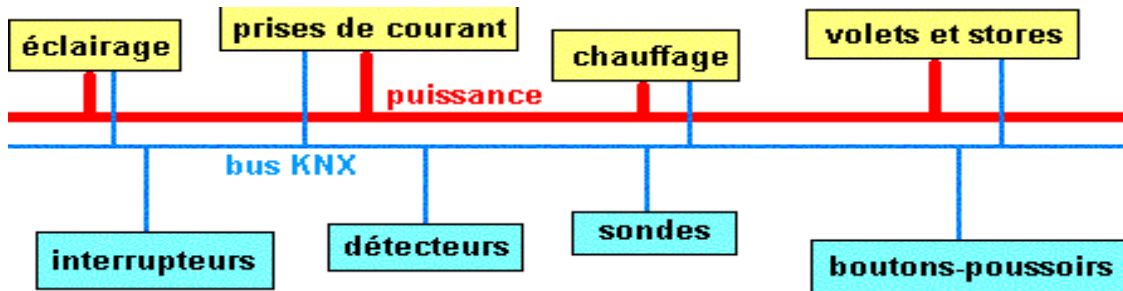 éclairage
prises de courant
chauffage
volets et stores
puissance
bus KNX
interrupteurs
détecteurs
sondes
boutons-poussoirs